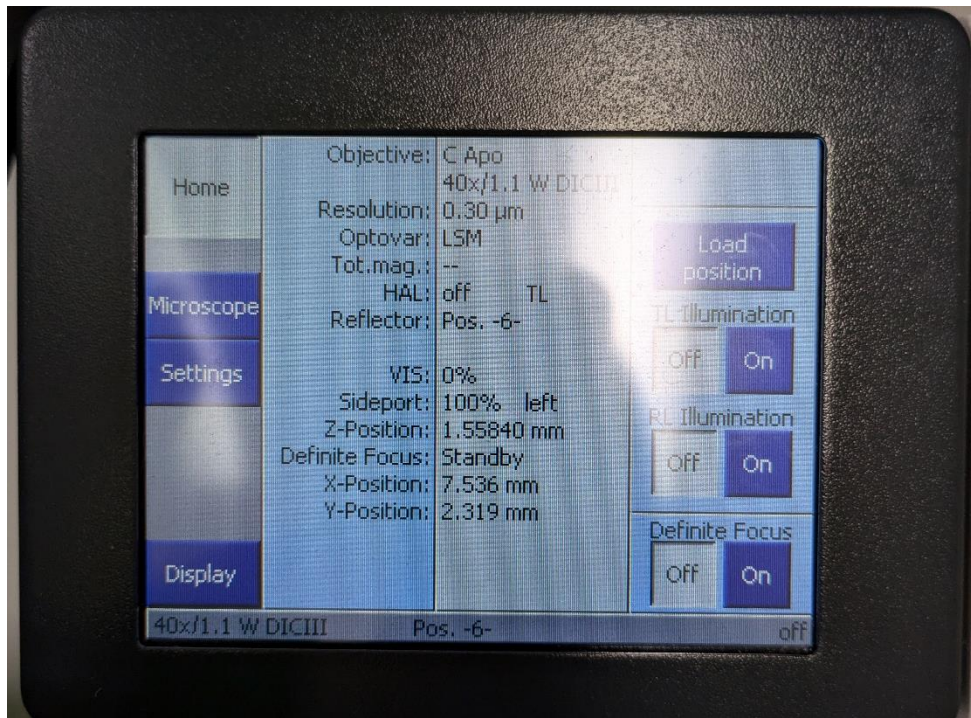 Home
Microscope
Settings
Display
Objective: C Apo
40x/1.1 W DICIII
Resolution: 0.30 µm
Optovar: LSM
Tot.mag.: --
HAL: off TL
Reflector: Pos. -6-
VIS: 0%
Sideport: 100% left
Z-Position: 1.55840 mm
Definite Focus: Standby
X-Position: 7.536 mm
Y-Position: 2.319 mm
Load
position
TL Illumination
Off On
RL Illumination
Off On
Definite Focus
Off On
40x/1.1 W DICIII Pos. -6- off